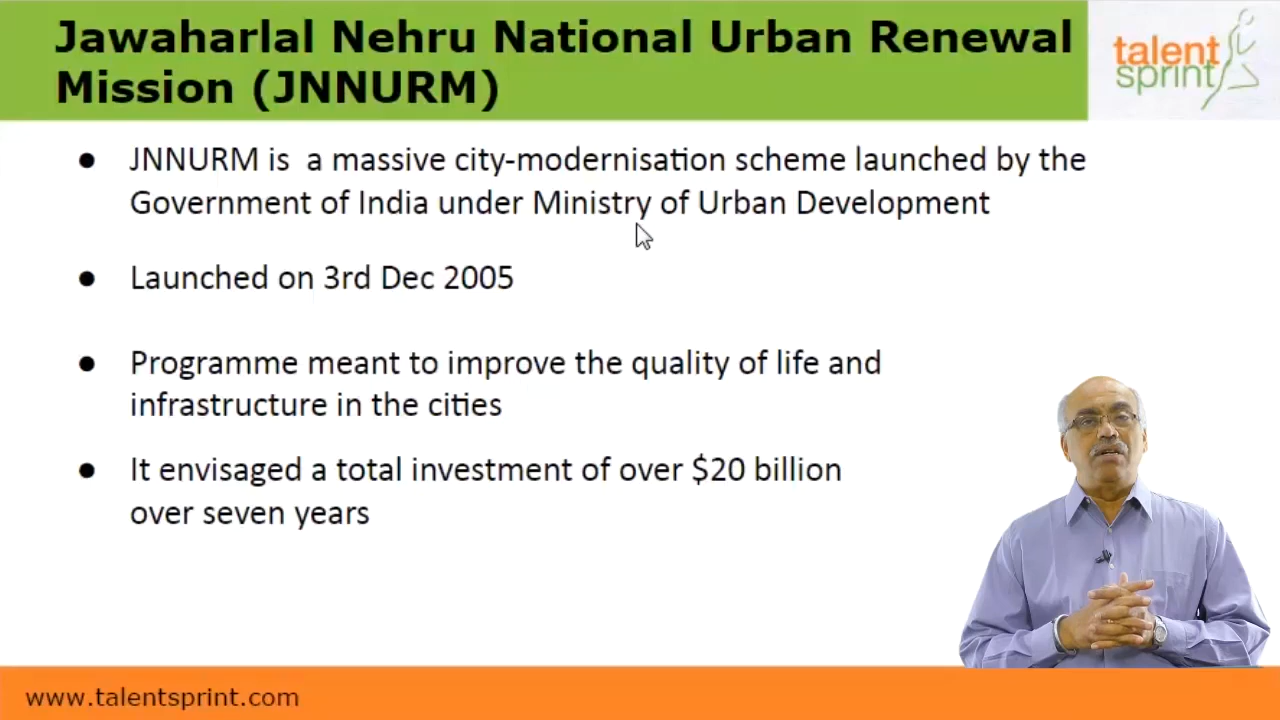 Jawaharlal Nehru National Urban Renewal
Mission (JNNURM)
talent
sprint
● JNNURM is a massive city-modernisation scheme launched by the
Government of India under Ministry of Urban Development
● Launched on 3rd Dec 2005
● Programme meant to improve the quality of life and
infrastructure in the cities
● It envisaged a total investment of over $20 billion
over seven years
www.talentsprint.com